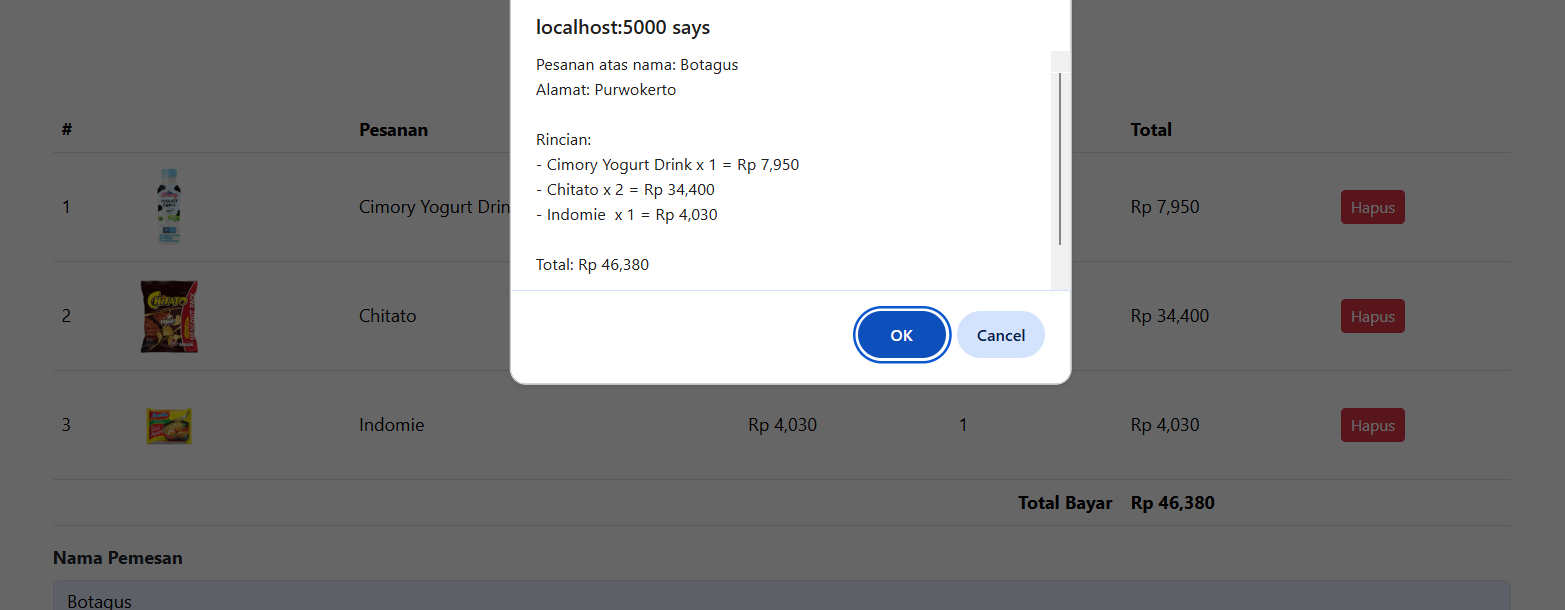 localhost:5000 says
Pesanan atas nama: Botagus
Alamat: Purwokerto
Rincian:
- Cimory Yogurt Drink x 1 = Rp 7,950
- Chitato x 2 = Rp 34,400
- Indomie  x 1 = Rp 4,030
Total: Rp 46,380
OK Cancel
# Pesanan Total
1 Cimory Yogurt Drin Rp 7,950 Hapus
CHITATO
2 Chitato Rp 34,400 Hapus
3 Indomie Rp 4,030 1 Rp 4,030 Hapus
Total Bayar Rp 46,380
Nama Pemesan
Botagus